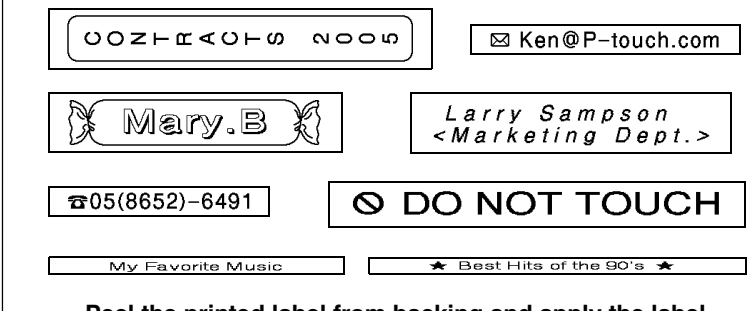 CONTRACTS 2005
✉ Ken@P-touch.com
Mary.B
Larry Sampson
<Marketing Dept.>
☎05(8652)-6491
🚫 DO NOT TOUCH
My Favorite Music
★ Best Hits of the 90's ★
Peel the printed label from backing and apply the label